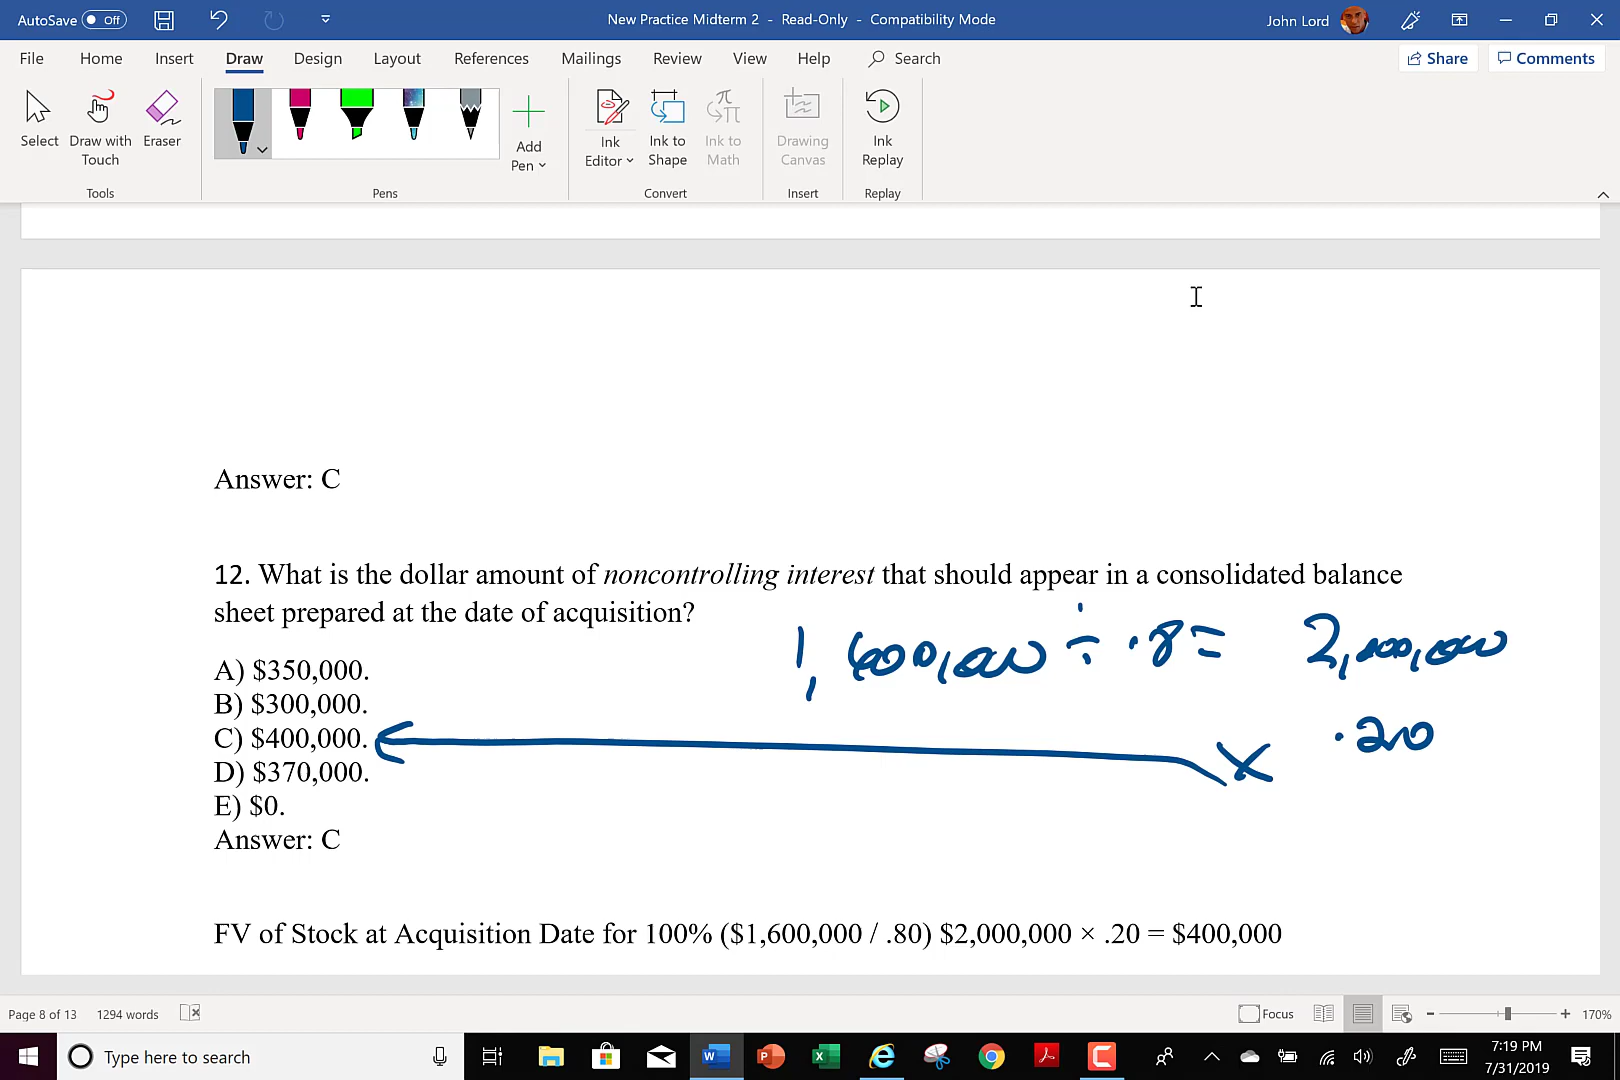 AutoSave Off New Practice Midterm 2 - Read-Only - Compatibility Mode John Lord
File Home Insert Draw Design Layout References Mailings Review View Help Search Share Comments
Select Draw with Touch Eraser Add Pen Ink Editor Ink to Shape Ink to Math Drawing Canvas Ink Replay
Tools Pens Convert Insert Replay
Answer: C
12. What is the dollar amount of noncontrolling interest that should appear in a consolidated balance
sheet prepared at the date of acquisition?
1,600,000 ÷ .8 = 2,000,000
A) $350,000.
B) $300,000.
C) $400,000.
x .20
D) $370,000.
E) $0.
Answer: C
FV of Stock at Acquisition Date for 100% ($1,600,000 / .80) $2,000,000 × .20 = $400,000
Page 8 of 13 1294 words Focus 170%
Type here to search 7:19 PM
7/31/2019